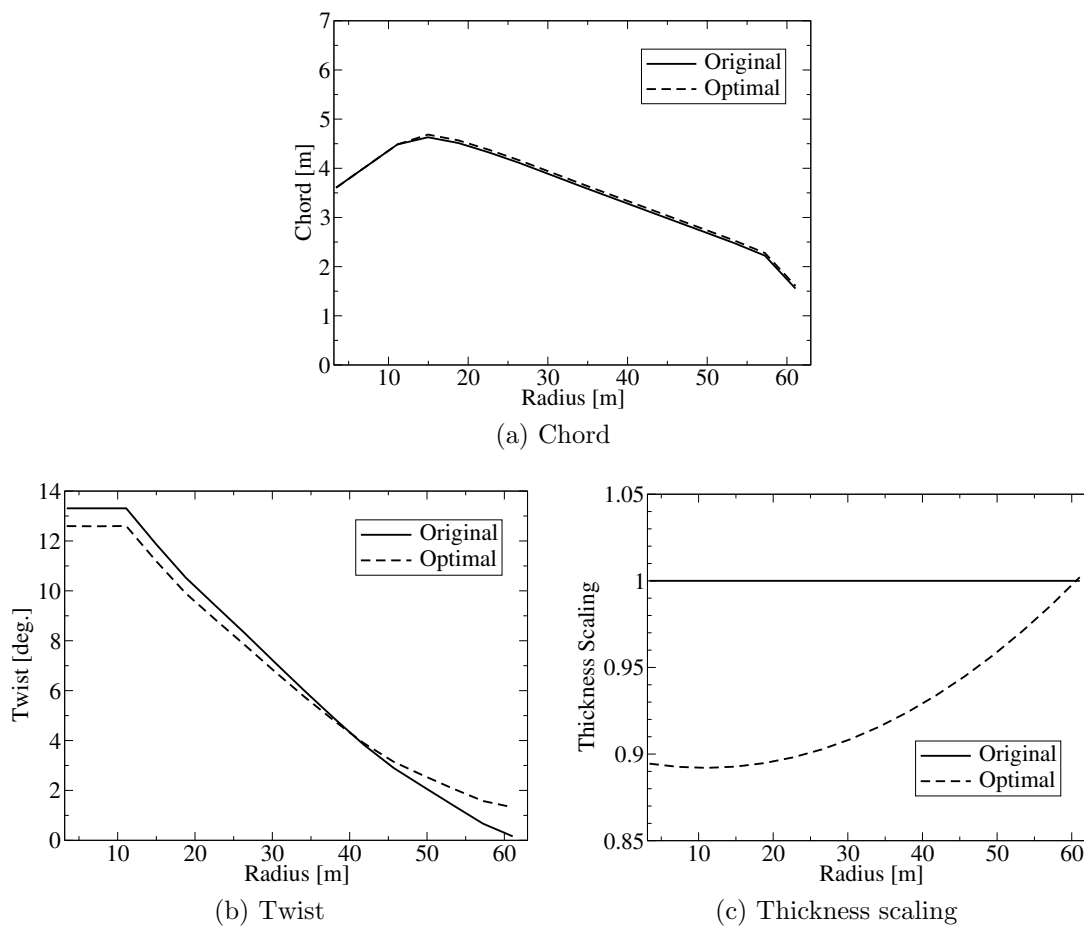 7
6
5
4
3
2
1
0
Chord [m]
Original
Optimal
10 20 30 40 50 60
Radius [m]
(a) Chord
14
12
10
8
6
4
2
0
Twist [deg.]
Original
Optimal
10 20 30 40 50 60
Radius [m]
(b) Twist
1.05
1
0.95
0.9
0.85
Thickness Scaling
Original
Optimal
10 20 30 40 50 60
Radius [m]
(c) Thickness scaling